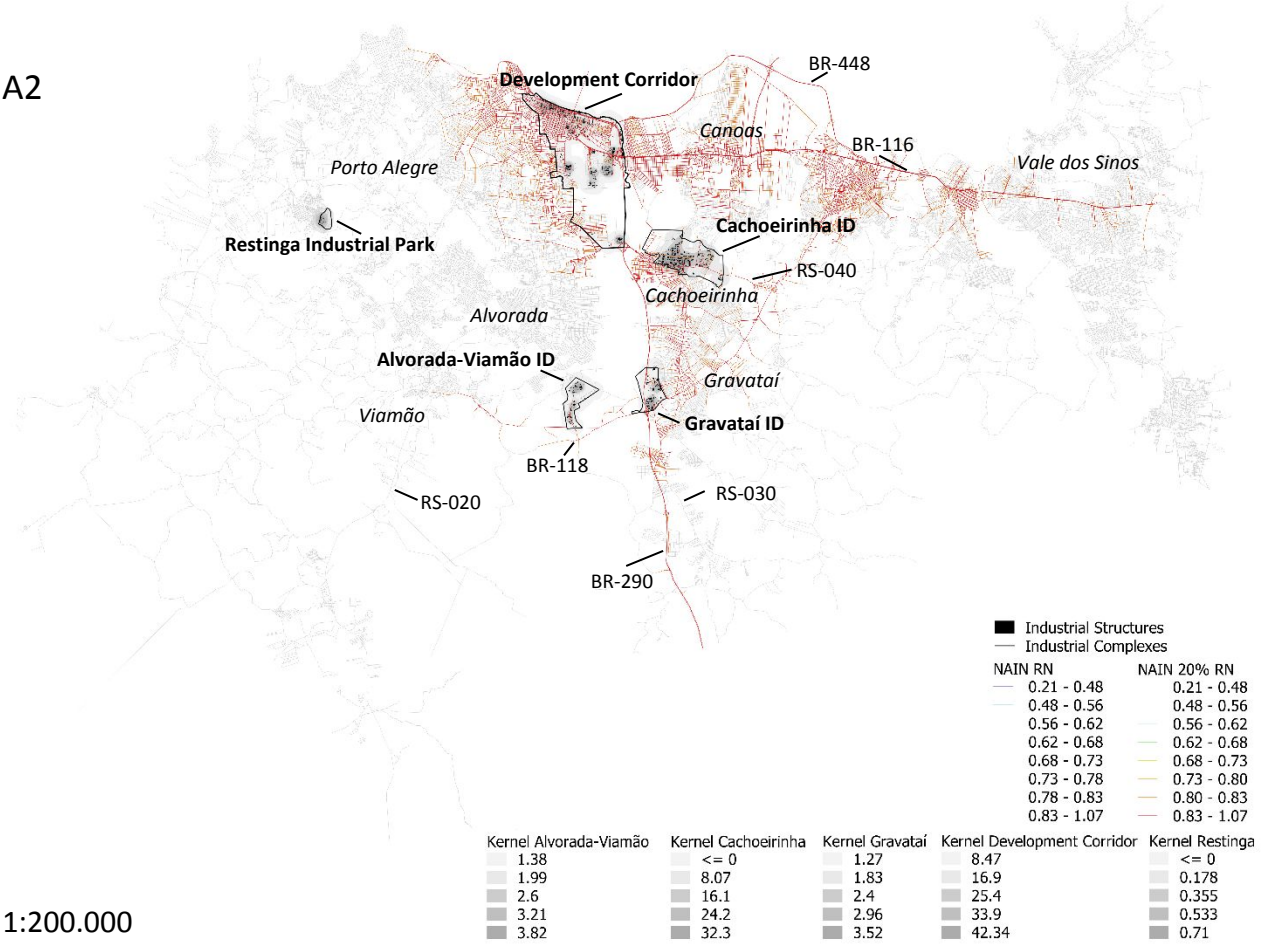 A2
BR-448
Development Corridor
Canoas
BR-116
Vale dos Sinos
Porto Alegre
Restinga Industrial Park
Cachoeirinha ID
RS-040
Cachoeirinha
Alvorada
Alvorada-Viamão ID
Gravataí
Viamão
Gravataí ID
BR-118
RS-020
RS-030
BR-290
Industrial Structures
Industrial Complexes
NAIN RN
0.21 - 0.48
0.48 - 0.56
0.56 - 0.62
0.62 - 0.68
0.68 - 0.73
0.73 - 0.78
0.78 - 0.83
0.83 - 1.07
NAIN 20% RN
0.21 - 0.48
0.48 - 0.56
0.56 - 0.62
0.62 - 0.68
0.68 - 0.73
0.73 - 0.80
0.80 - 0.83
0.83 - 1.07
Kernel Alvorada-Viamão
1.38
1.99
2.6
3.21
3.82
Kernel Cachoeirinha
<= 0
8.07
16.1
24.2
32.3
Kernel Gravataí
1.27
1.83
2.4
2.96
3.52
Kernel Development Corridor
8.47
16.9
25.4
33.9
42.34
Kernel Restinga
<= 0
0.178
0.355
0.533
0.71
1:200.000